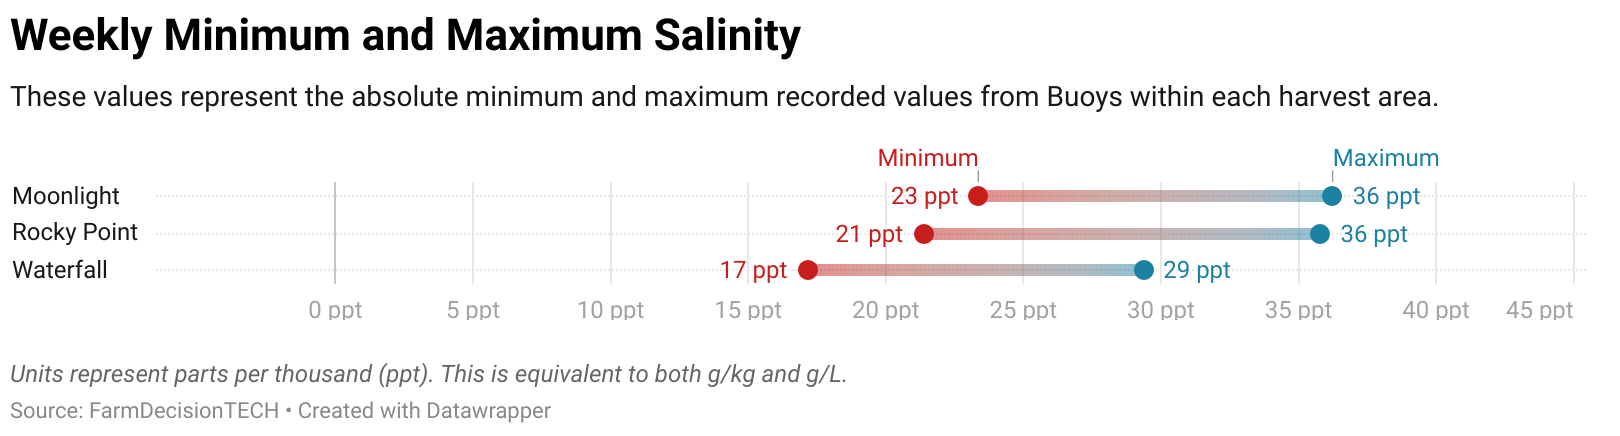 Weekly Minimum and Maximum Salinity
These values represent the absolute minimum and maximum recorded values from Buoys within each harvest area.
Minimum Maximum
Moonlight 23 ppt 36 ppt
Rocky Point 21 ppt 36 ppt
Waterfall 17 ppt 29 ppt
0 ppt 5 ppt 10 ppt 15 ppt 20 ppt 25 ppt 30 ppt 35 ppt 40 ppt 45 ppt
Units represent parts per thousand (ppt). This is equivalent to both g/kg and g/L.
Source: FarmDecisionTECH • Created with Datawrapper